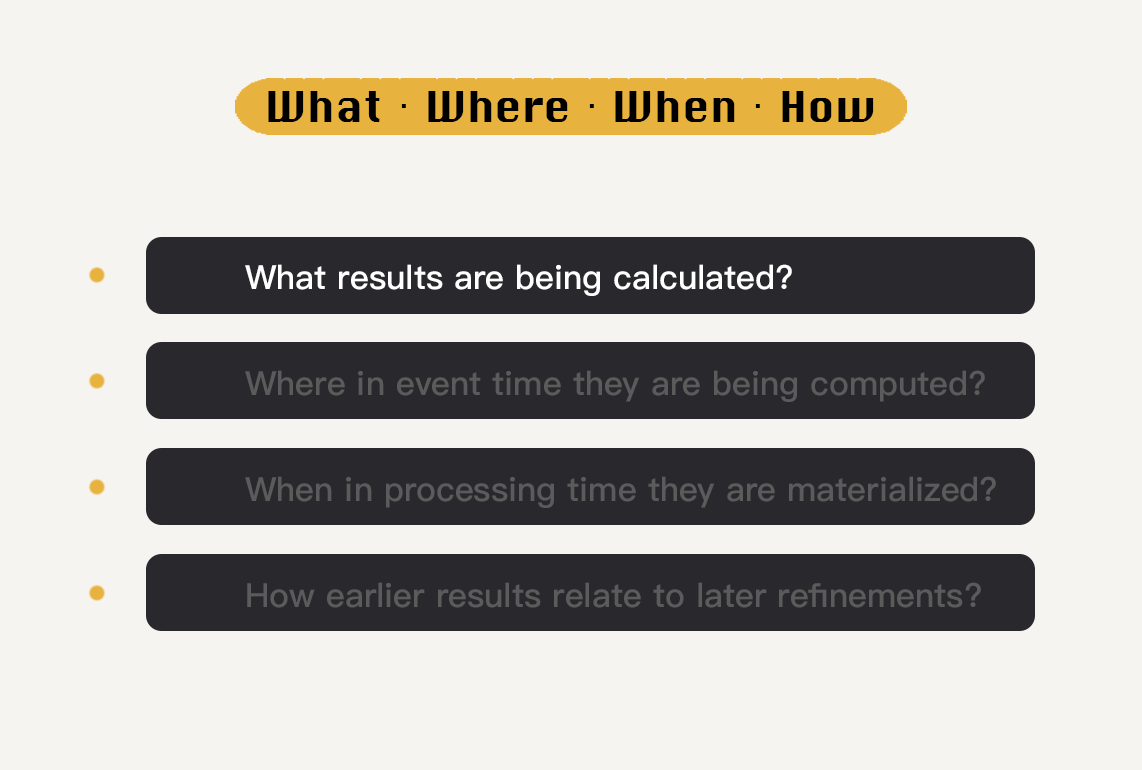 What · Where · When · How
What results are being calculated?
Where in event time they are being computed?
When in processing time they are materialized?
How earlier results relate to later refinements?